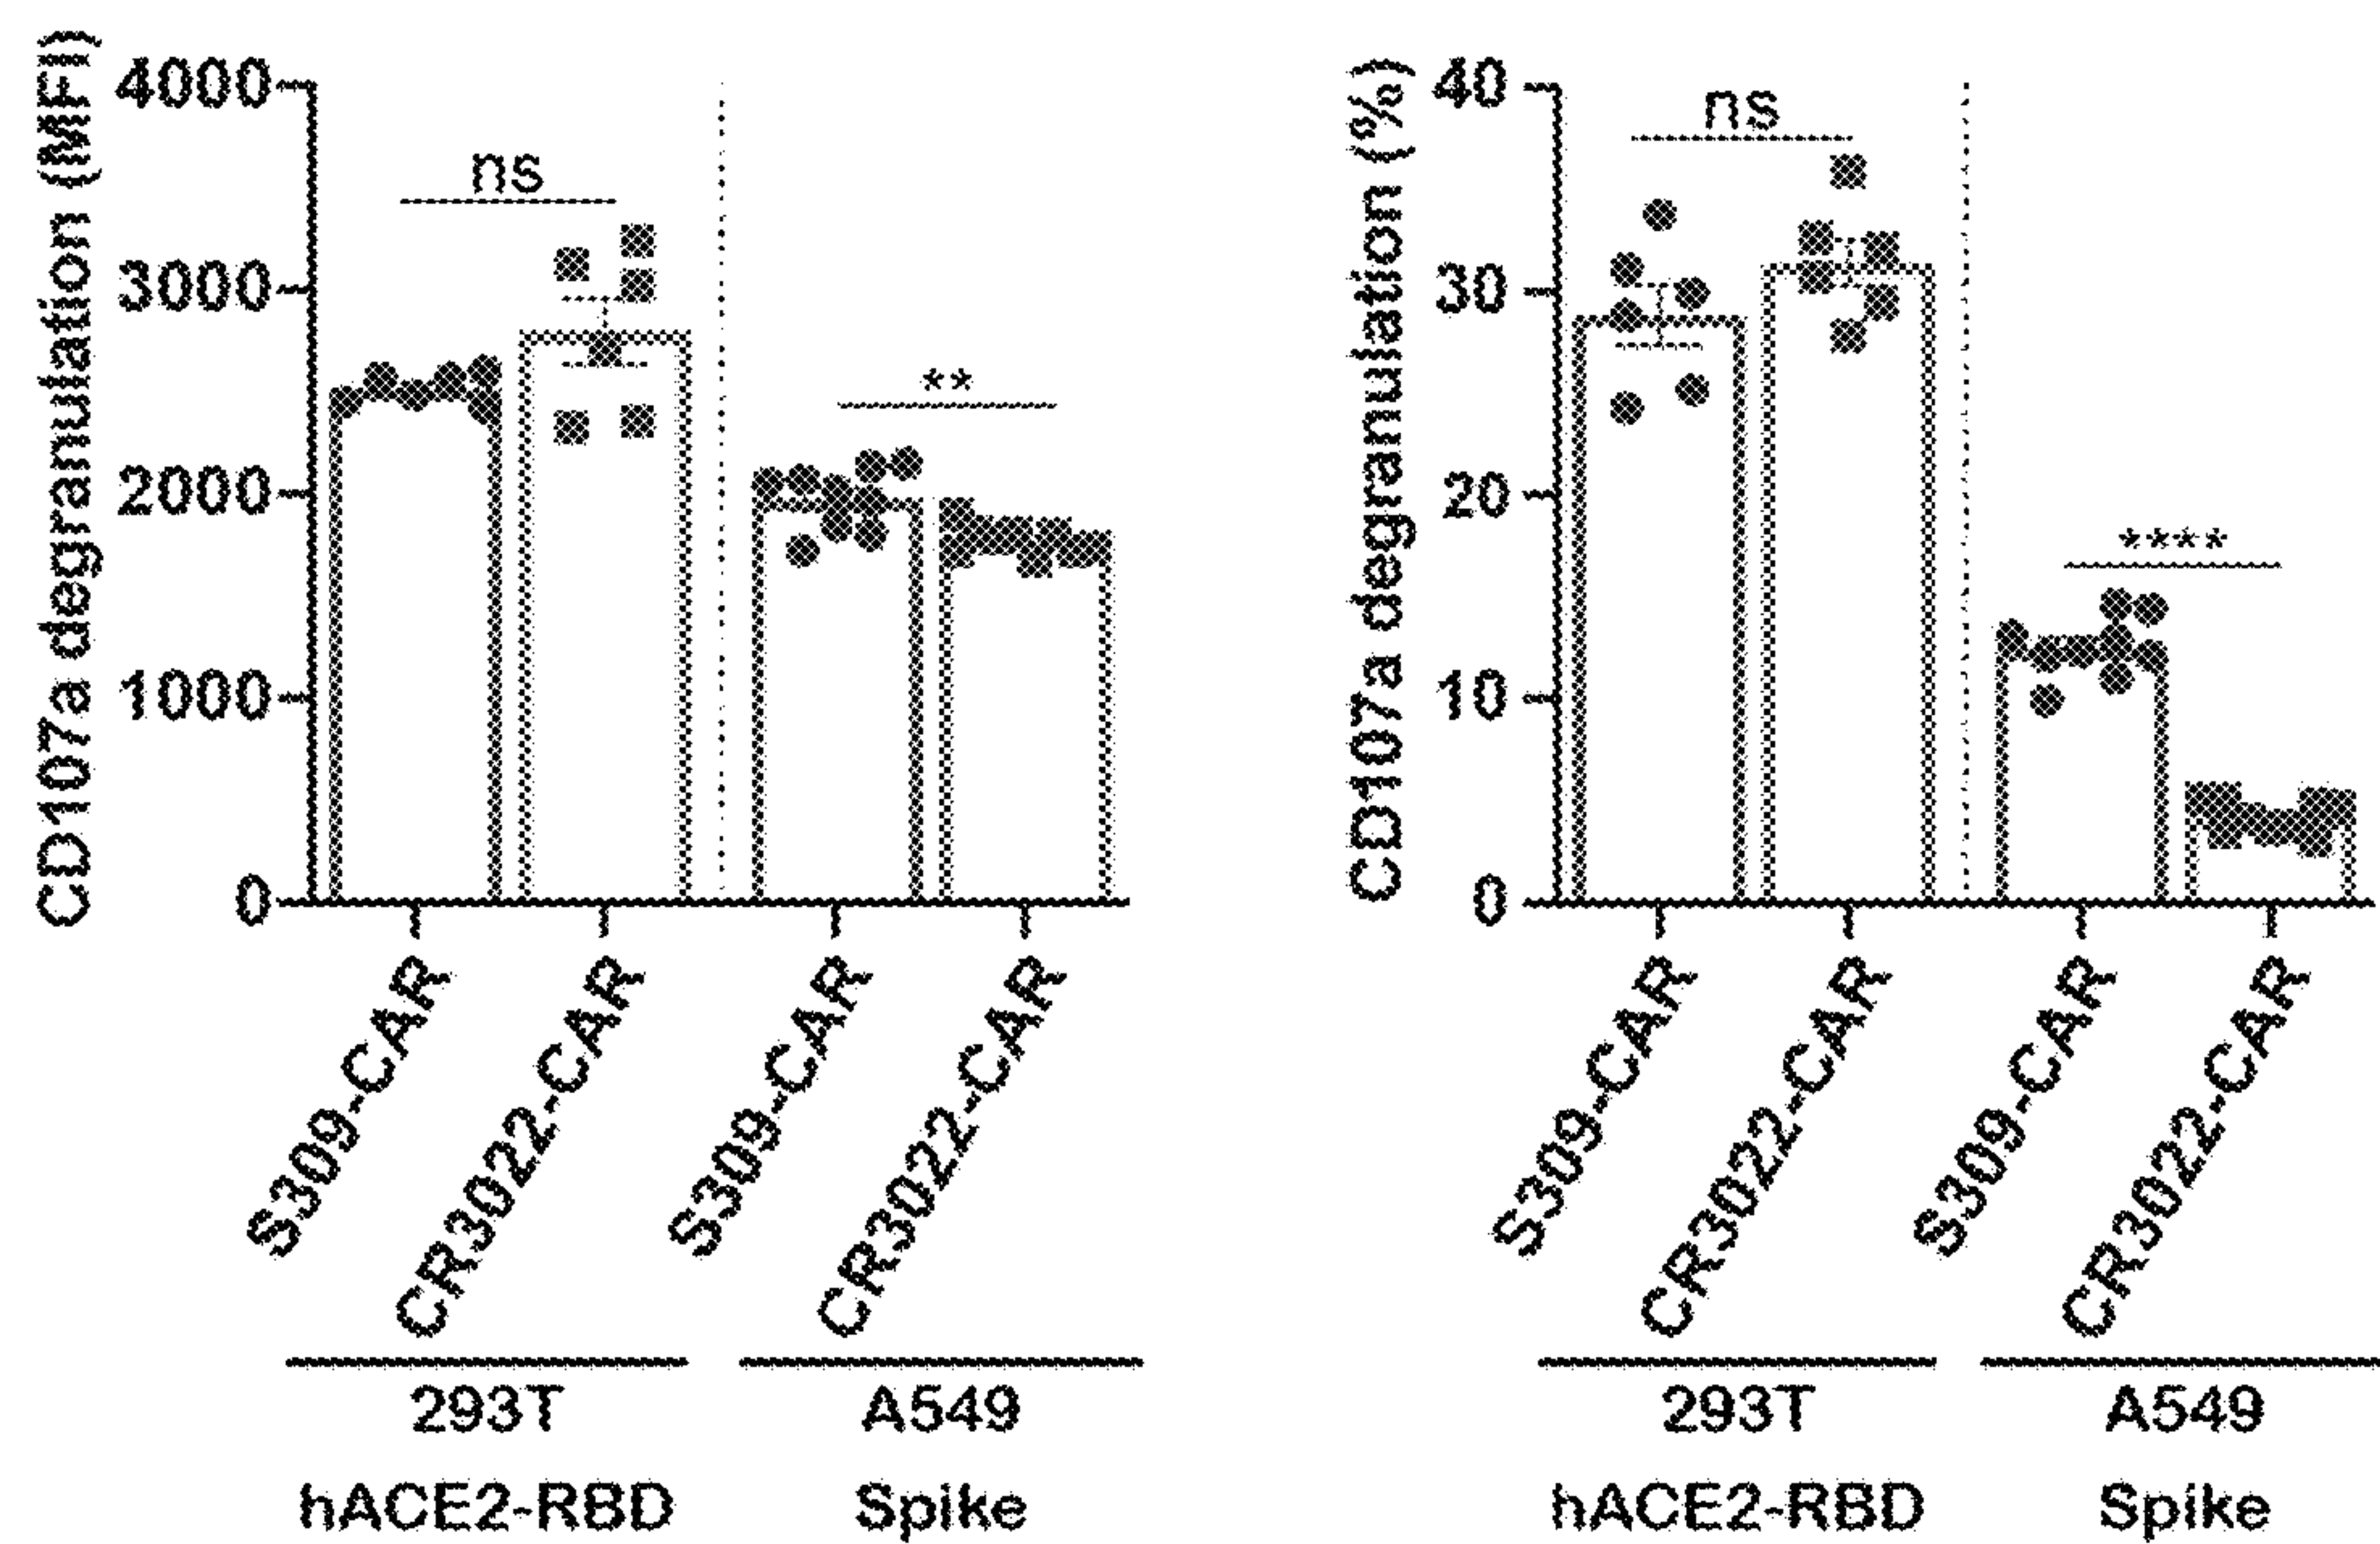 CD107a degranulation (MFI)
4000
3000
2000
1000
0
ns
**
S309-CAR
CR3022-CAR
S309-CAR
CR3022-CAR
293T
A549
hACE2-RBD
Spike
CD107a degranulation (%)
40
30
20
10
0
ns
****
S309-CAR
CR3022-CAR
S309-CAR
CR3022-CAR
293T
A549
hACE2-RBD
Spike